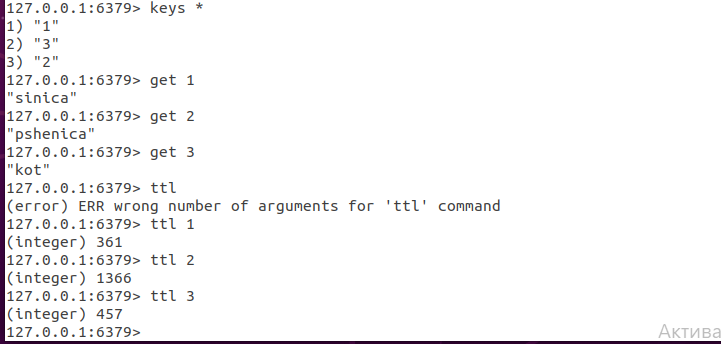 127.0.0.1:6379> keys *
1) "1"
2) "3"
3) "2"
127.0.0.1:6379> get 1
"sinica"
127.0.0.1:6379> get 2
"pshenica"
127.0.0.1:6379> get 3
"kot"
127.0.0.1:6379> ttl
(error) ERR wrong number of arguments for 'ttl' command
127.0.0.1:6379> ttl 1
(integer) 361
127.0.0.1:6379> ttl 2
(integer) 1366
127.0.0.1:6379> ttl 3
(integer) 457
127.0.0.1:6379>
Актива